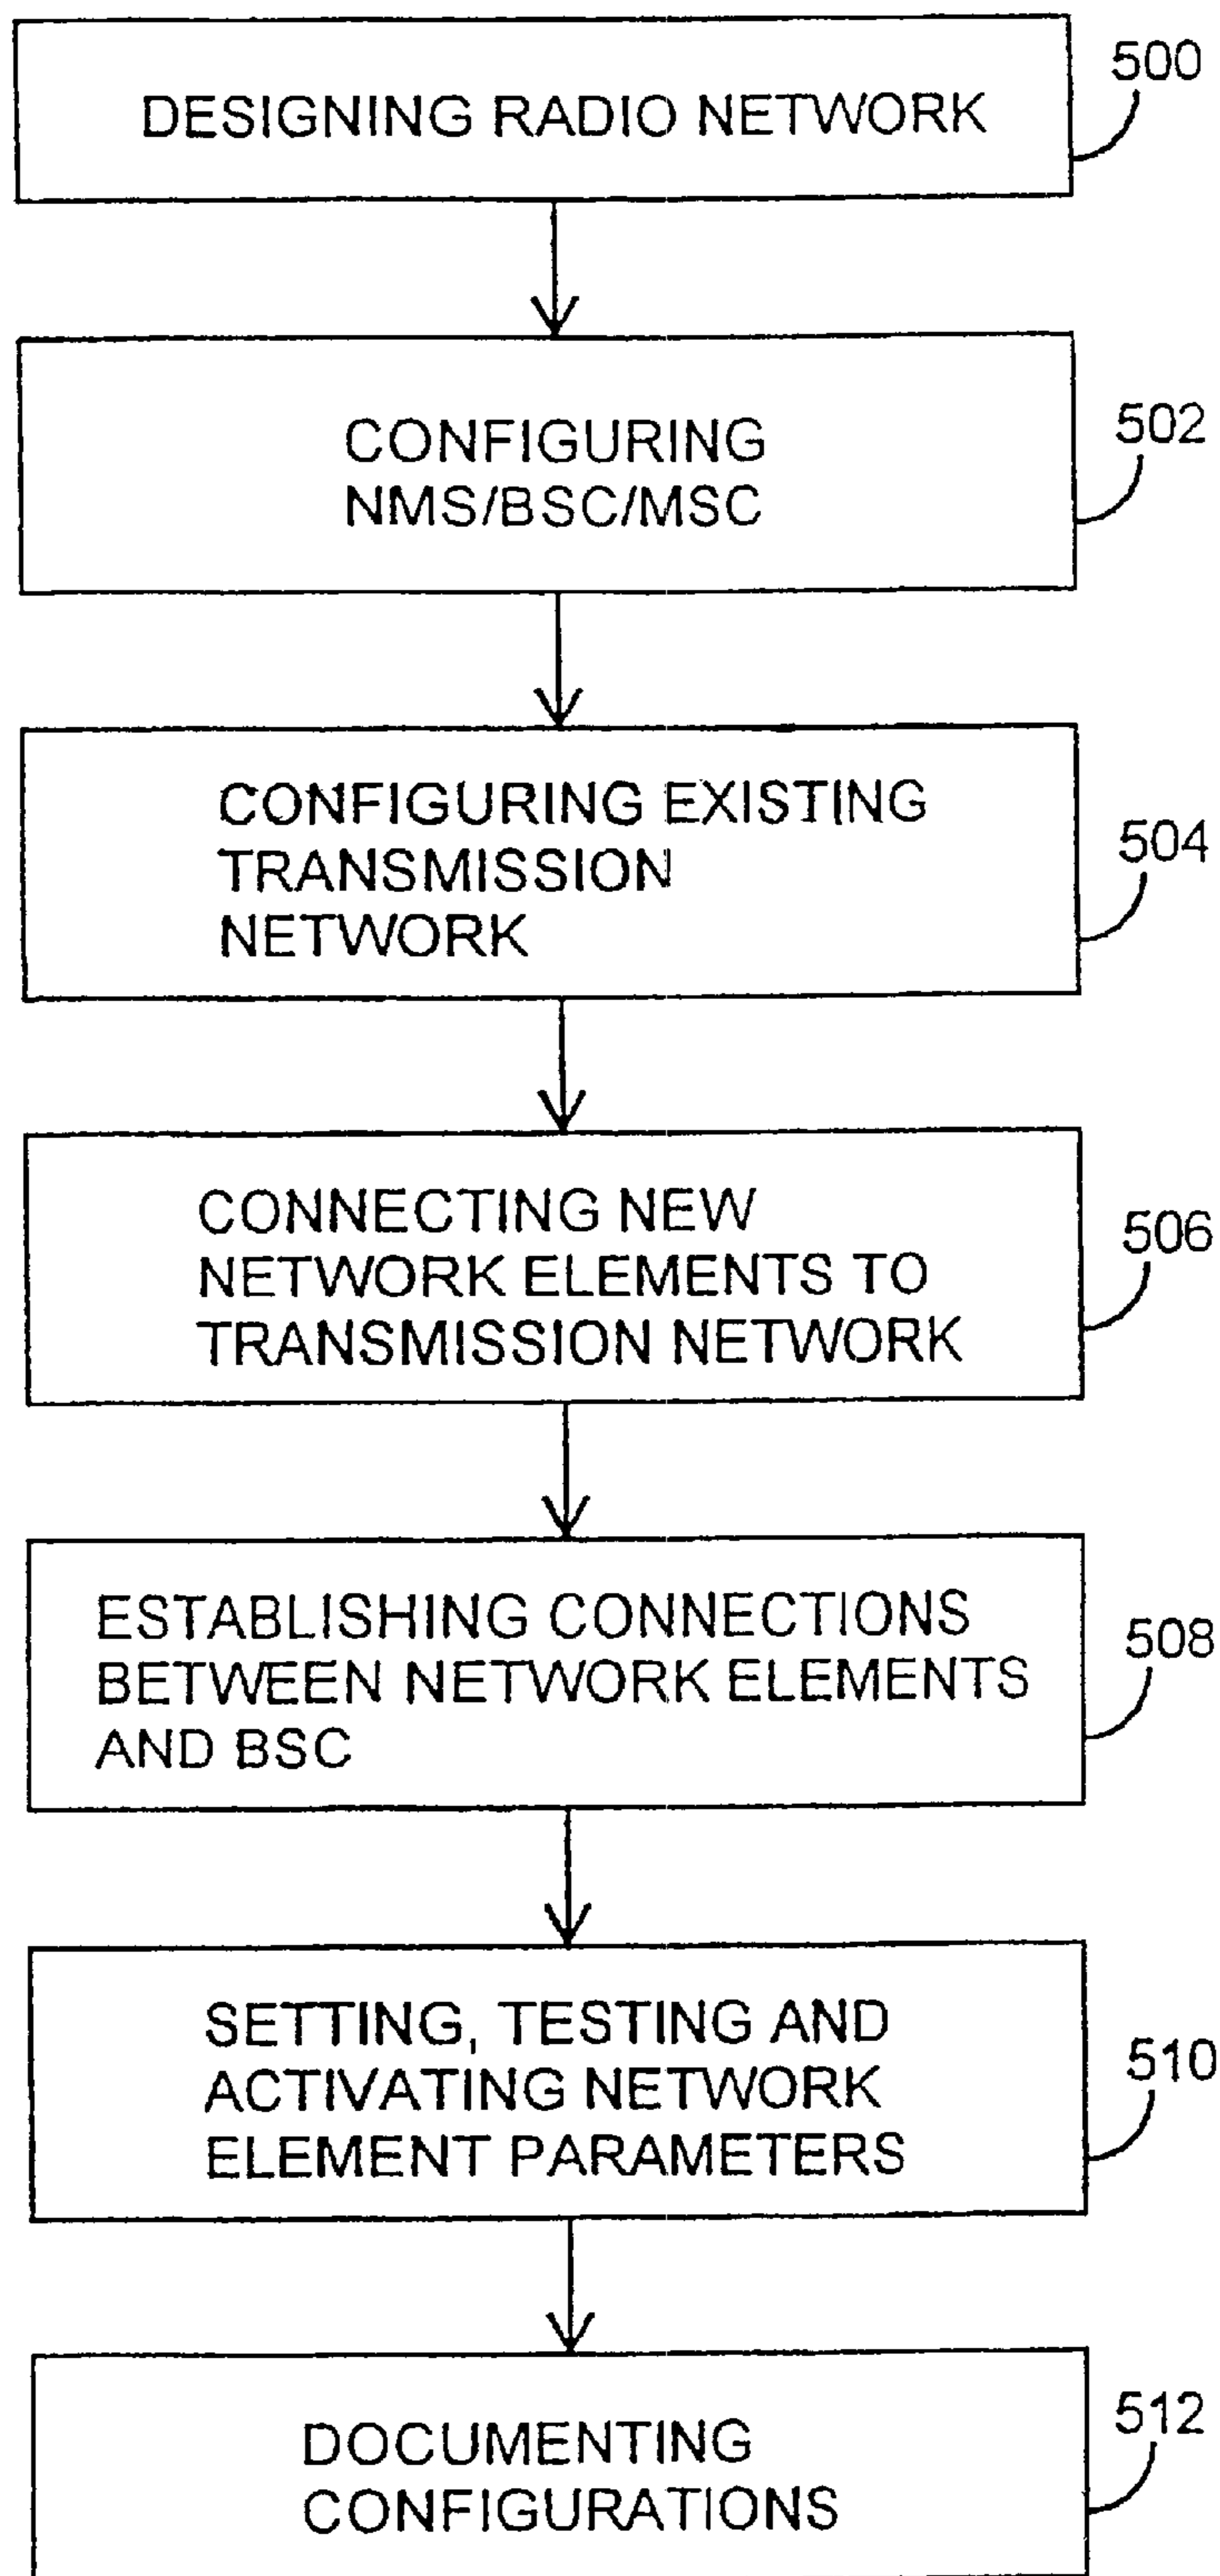 DESIGNING RADIO NETWORK
500
CONFIGURING
NMS/BSC/MSC
502
CONFIGURING EXISTING
TRANSMISSION
NETWORK
504
CONNECTING NEW
NETWORK ELEMENTS TO
TRANSMISSION NETWORK
506
ESTABLISHING CONNECTIONS
BETWEEN NETWORK ELEMENTS
AND BSC
508
SETTING, TESTING AND
ACTIVATING NETWORK
ELEMENT PARAMETERS
510
DOCUMENTING
CONFIGURATIONS
512